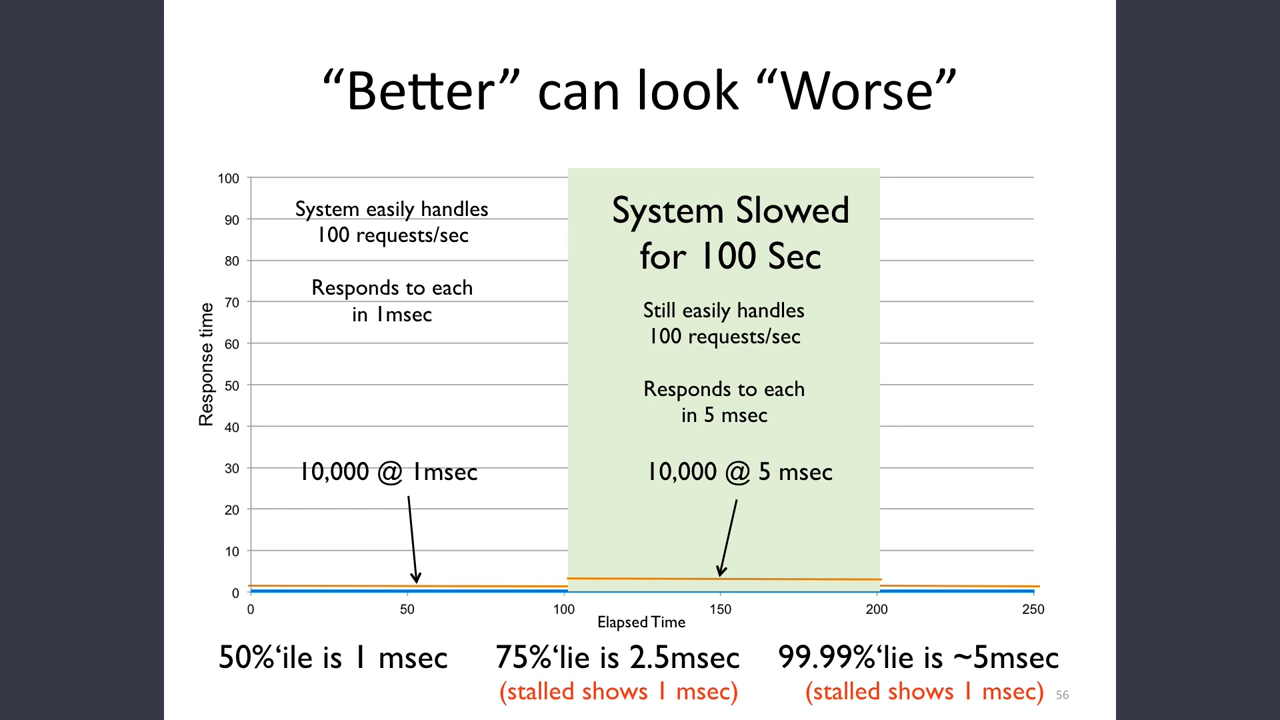 “Better” can look “Worse”
100
90
80
70
60
50
40
30
20
10
0
Response time
System easily handles
100 requests/sec
Responds to each
in 1msec
10,000 @ 1msec
System Slowed
for 100 Sec
Still easily handles
100 requests/sec
Responds to each
in 5 msec
10,000 @ 5 msec
0 50 100 150 200 250
Elapsed Time
50%‘ile is 1 msec 75%‘lie is 2.5msec 99.99%‘lie is ~5msec
(stalled shows 1 msec) (stalled shows 1 msec) 56